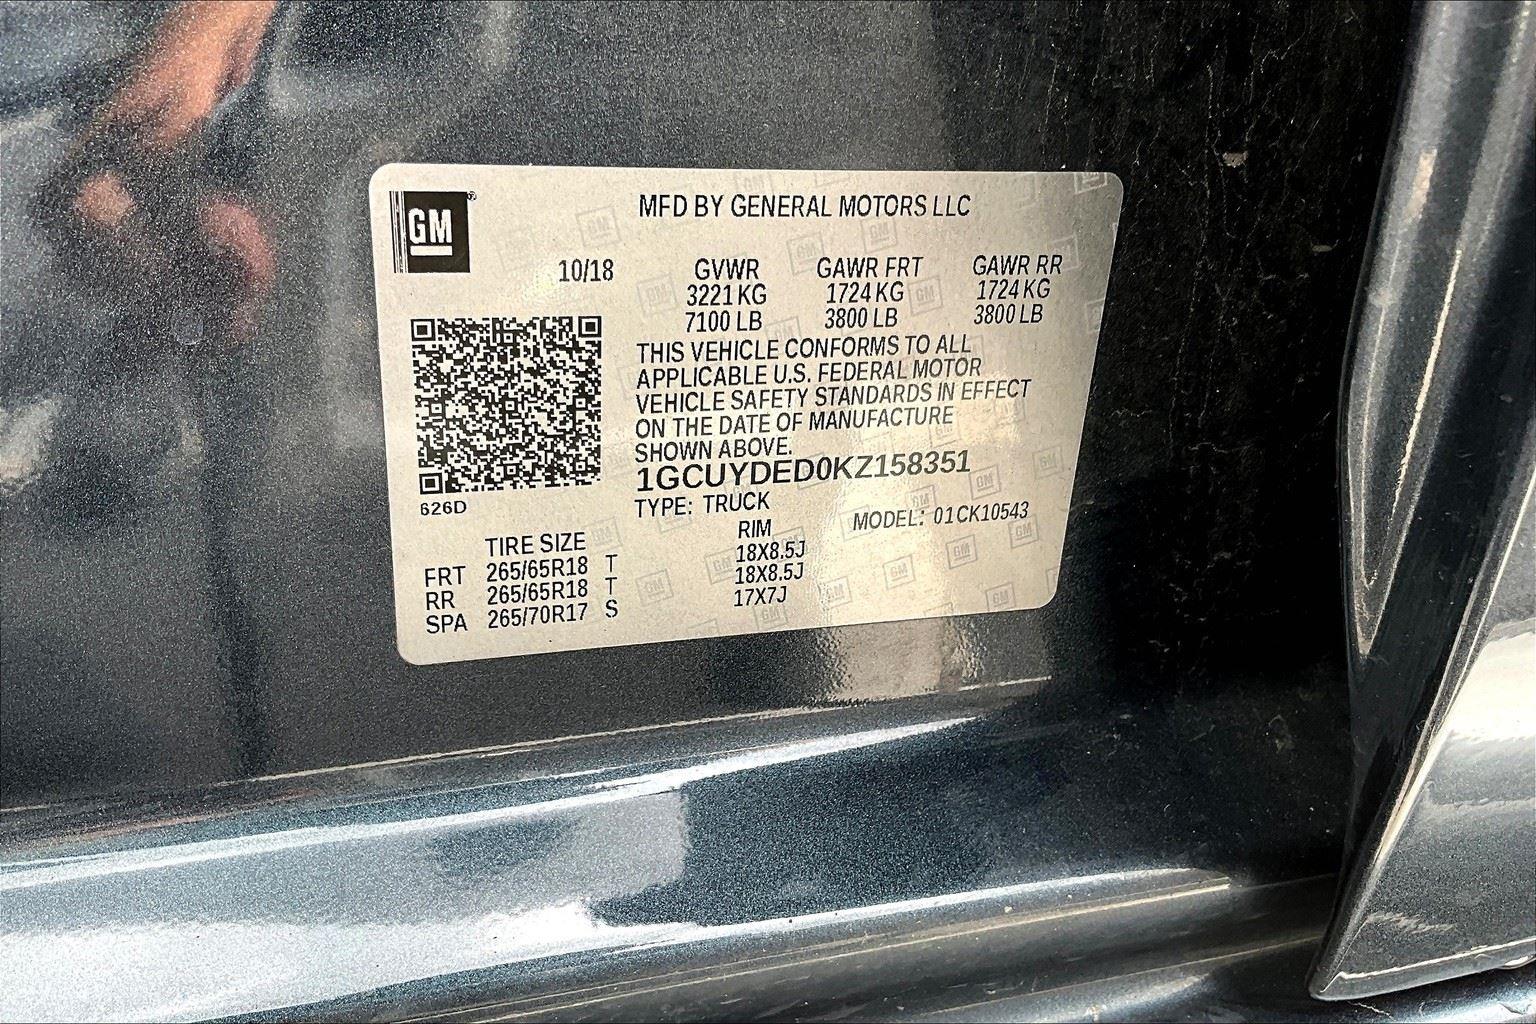 GM
MFD BY GENERAL MOTORS LLC
10/18 GVWR GAWR FRT GAWR RR
3221 KG 1724 KG 1724 KG
7100 LB 3800 LB 3800 LB
THIS VEHICLE CONFORMS TO ALL
APPLICABLE U.S. FEDERAL MOTOR
VEHICLE SAFETY STANDARDS IN EFFECT
ON THE DATE OF MANUFACTURE
SHOWN ABOVE.
1GCUYDED0KZ158351
626D
TYPE: TRUCK MODEL: 01CK10543
TIRE SIZE RIM
FRT 265/65R18 T 18X8.5J
RR 265/65R18 T 18X8.5J
SPA 265/70R17 S 17X7J